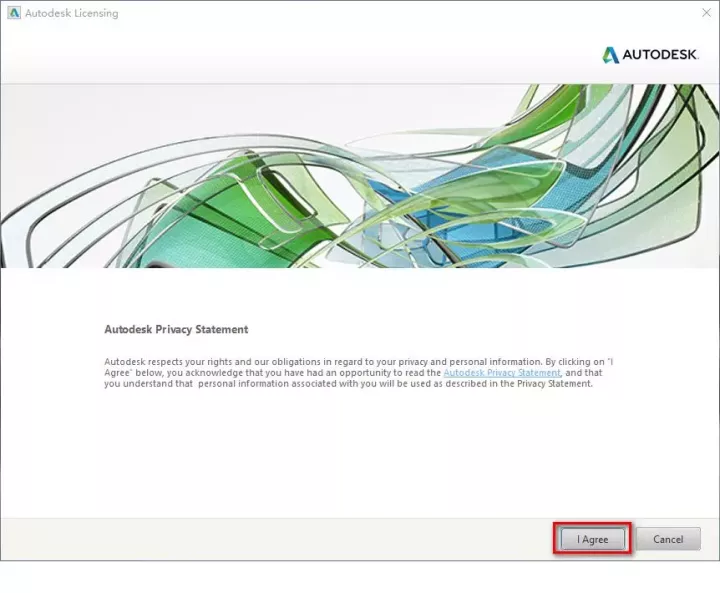 Autodesk Licensing
AUTODESK.
Autodesk Privacy Statement
Autodesk respects your rights and our obligations in regard to your privacy and personal information. By clicking on "I
Agree" below, you acknowledge that you have had an opportunity to read the Autodesk Privacy Statement, and that
you understand that personal information associated with you will be used as described in the Privacy Statement.
I Agree
Cancel